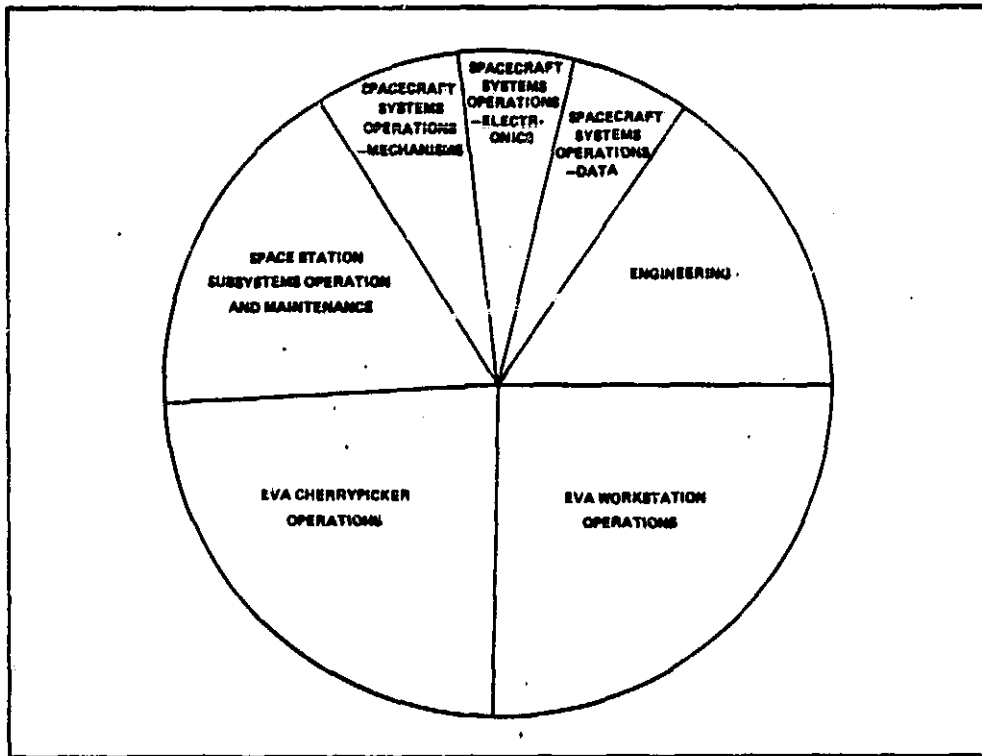 SPACECRAFT
SYSTEMS
OPERATIONS
–MECHANISMS
SPACECRAFT
SYSTEMS
OPERATIONS
–ELECTR-
ONICS
SPACECRAFT
SYSTEMS
OPERATIONS
–DATA
SPACE STATION
SUBSYSTEMS OPERATION
AND MAINTENANCE
ENGINEERING
EVA CHERRYPICKER
OPERATIONS
EVA WORKSTATION
OPERATIONS